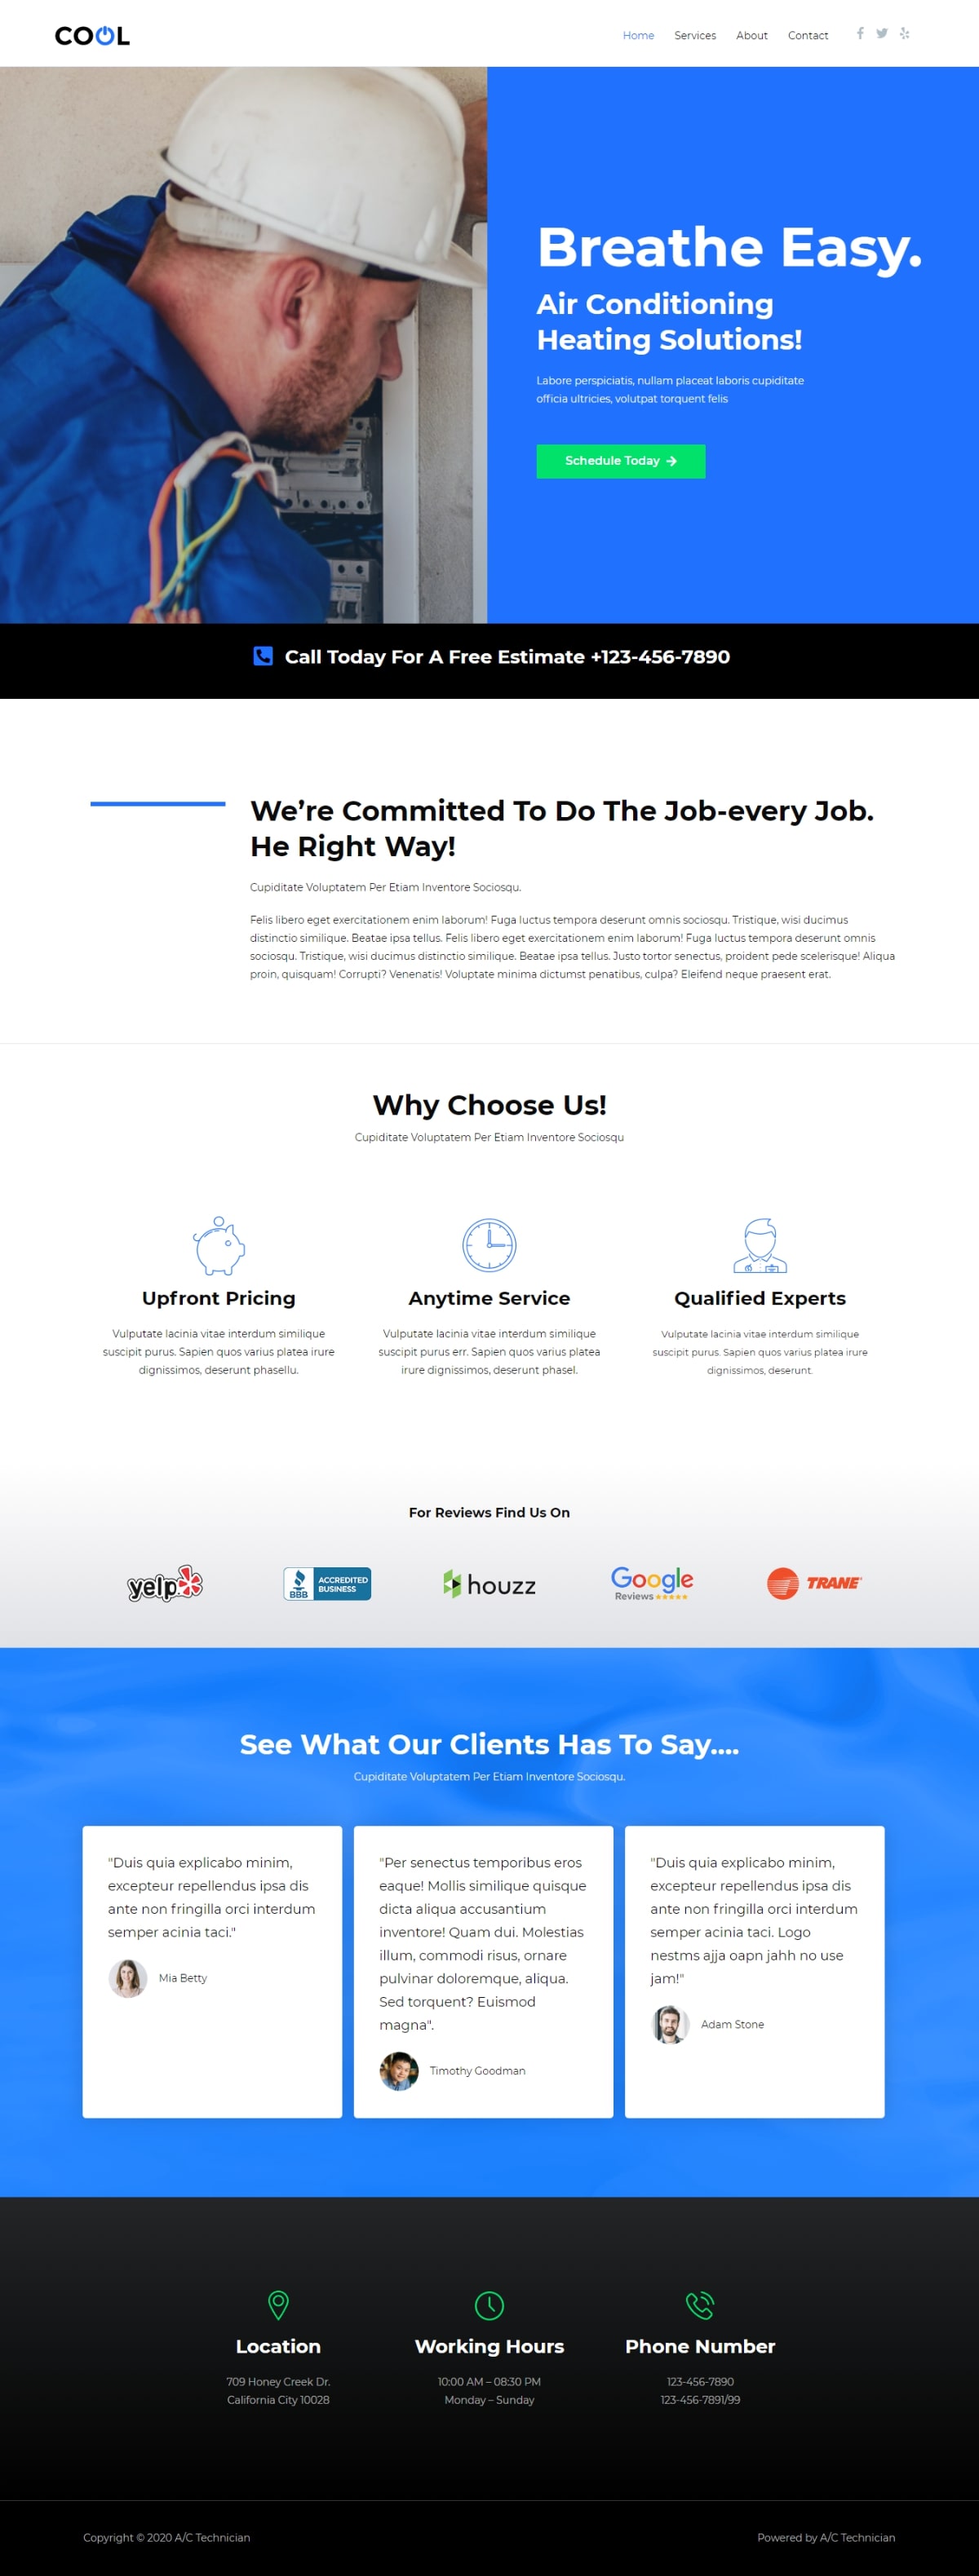 COOL
Home Services About Contact
Breathe Easy.
Air Conditioning
Heating Solutions!
Labore perspiciatis, nullam placeat laboris cupiditate
officia ultricies, volutpat torquent felis
Schedule Today
Call Today For A Free Estimate +123-456-7890
We’re Committed To Do The Job-every Job.
He Right Way!
Cupiditate Voluptatem Per Etiam Inventore Sociosqu.
Felis libero eget exercitationem enim laborum! Fuga luctus tempora deserunt omnis sociosqu. Tristique, wisi ducimus
distinctio similique. Beatae ipsa tellus. Felis libero eget exercitationem enim laborum! Fuga luctus tempora deserunt omnis
sociosqu. Tristique, wisi ducimus distinctio similique. Beatae ipsa tellus. Justo tortor senectus, proident pede scelerisque! Aliqua
proin, quisquam! Corrupti? Venenatis! Voluptate minima dictumst penatibus, culpa? Eleifend neque praesent erat.
Why Choose Us!
Cupiditate Voluptatem Per Etiam Inventore Sociosqu
Upfront Pricing
Vulputate lacinia vitae interdum similique
suscipit purus. Sapien quos varius platea irure
dignissimos, deserunt phasellu.
Anytime Service
Vulputate lacinia vitae interdum similique
suscipit purus err. Sapien quos varius platea
irure dignissimos, deserunt phasel.
Qualified Experts
Vulputate lacinia vitae interdum similique
suscipit purus. Sapien quos varius platea irure
dignissimos, deserunt.
For Reviews Find Us On
yelp
BBB
ACCREDITED
BUSINESS
houzz
Google
Reviews
TRANE
See What Our Clients Has To Say....
Cupiditate Voluptatem Per Etiam Inventore Sociosqu.
"Duis quia explicabo minim,
excepteur repellendus ipsa dis
ante non fringilla orci interdum
semper acinia taci."
Mia Betty
"Per senectus temporibus eros
eaque! Mollis similique quisque
dicta aliqua accusantium
inventore! Quam dui. Molestias
illum, commodi risus, ornare
pulvinar doloremque, aliqua.
Sed torquent? Euismod
magna".
Timothy Goodman
"Duis quia explicabo minim,
excepteur repellendus ipsa dis
ante non fringilla orci interdum
semper acinia taci. Logo
nestms ajja oapn jahh no use
jam!"
Adam Stone
Location
709 Honey Creek Dr.
California City 10028
Working Hours
10:00 AM – 08:30 PM
Monday – Sunday
Phone Number
123-456-7890
123-456-7891/99
Copyright © 2020 A/C Technician
Powered by A/C Technician